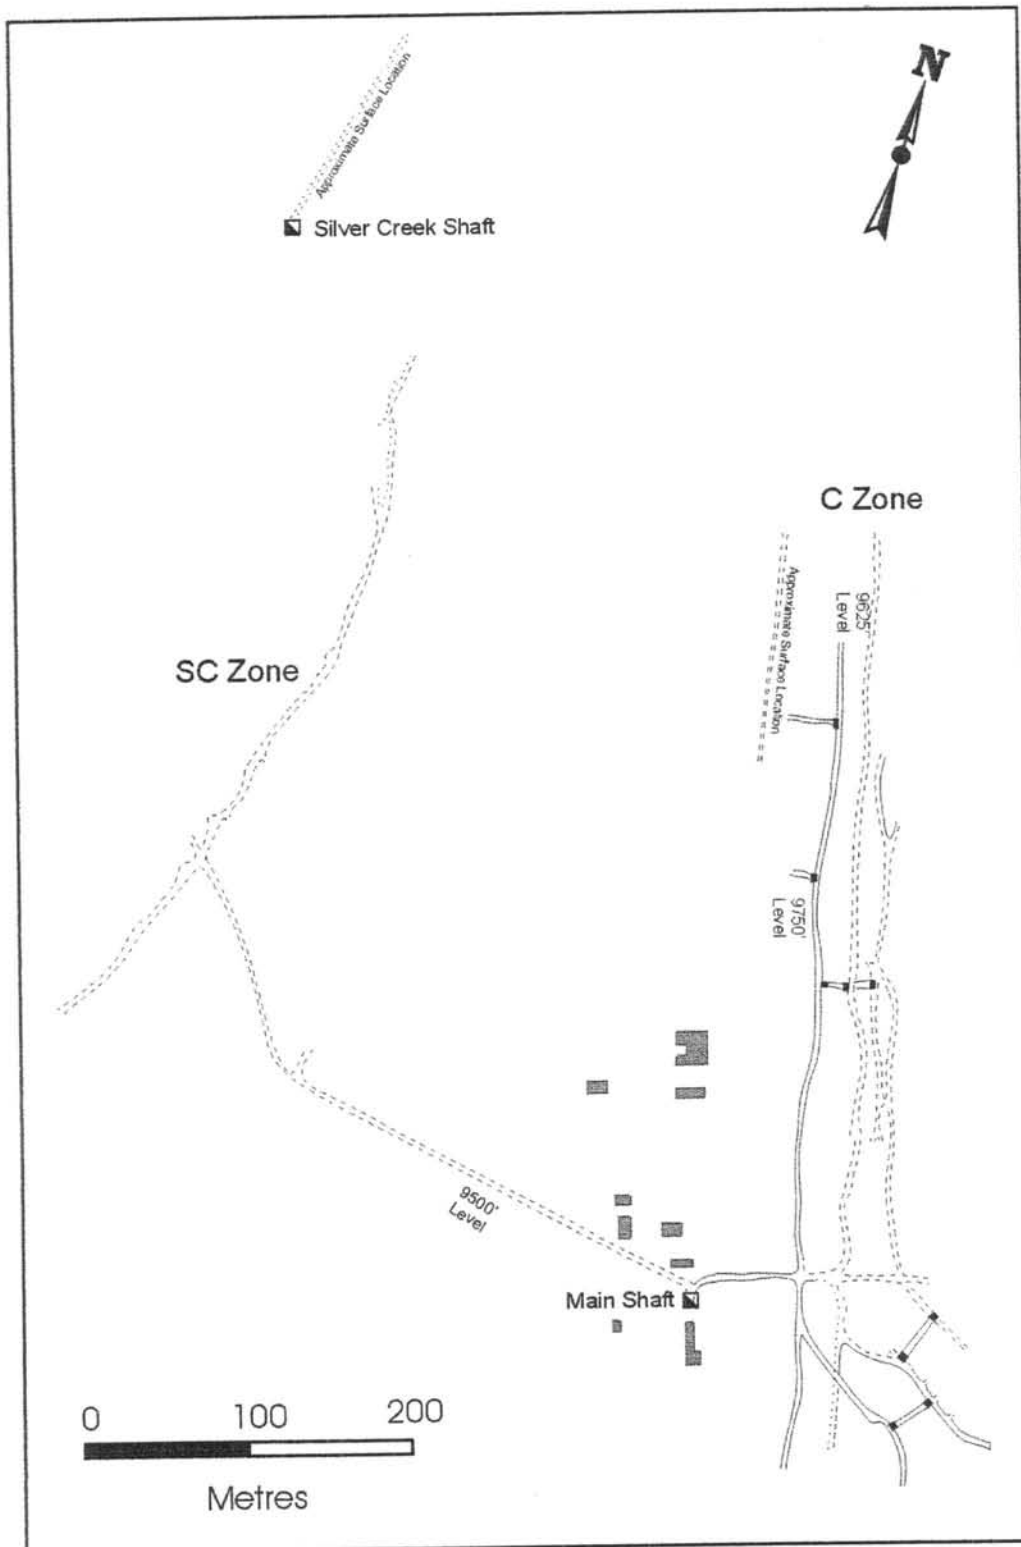 N
Approximate Surface Location
Silver Creek Shaft
C Zone
Approximate Surface Location
9625'
Level
SC Zone
9750'
Level
9500'
Level
Main Shaft
0 100 200
Metres